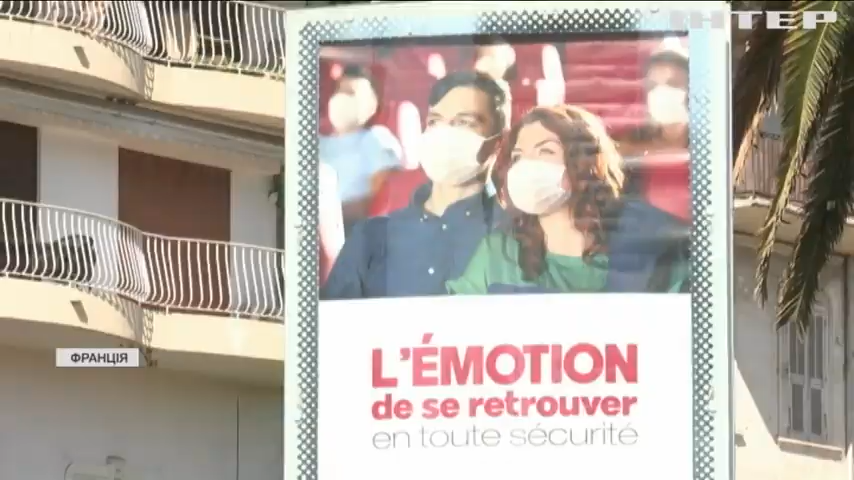 ІНТЕР
ФРАНЦІЯ
L'ÉMOTION
de se retrouver
en toute sécurité